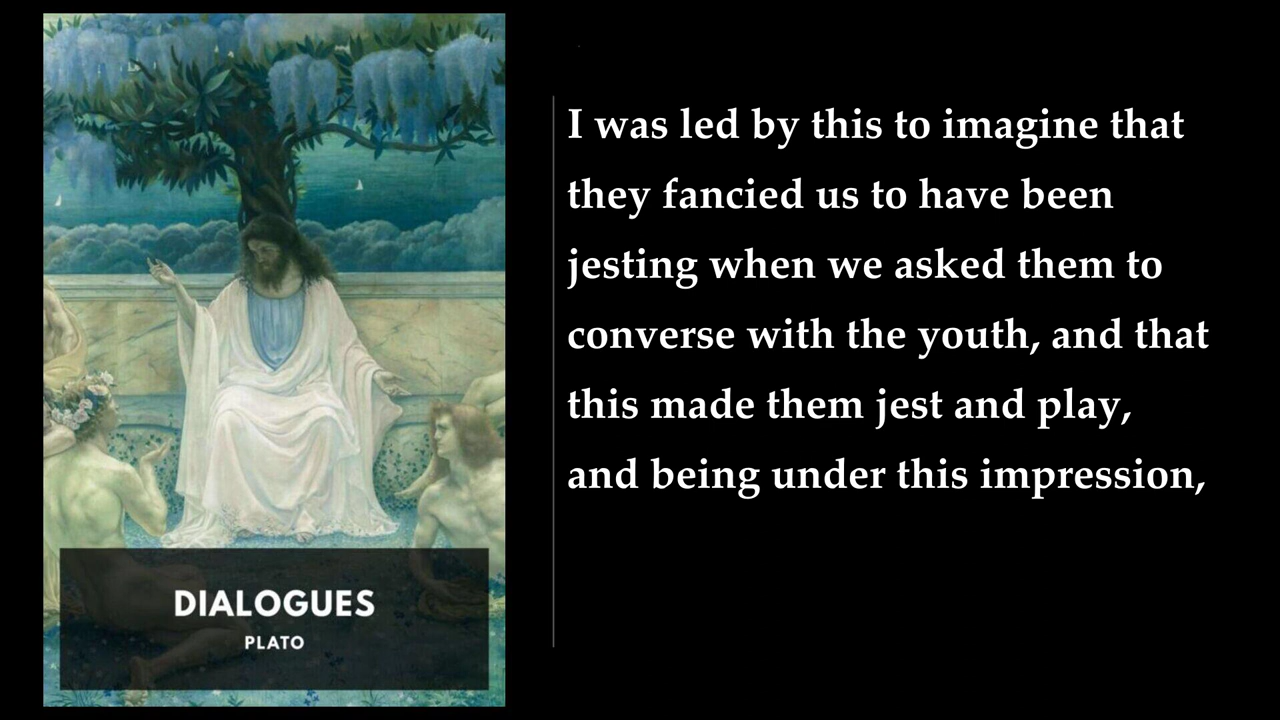 I was led by this to imagine that
they fancied us to have been
jesting when we asked them to
converse with the youth, and that
this made them jest and play,
and being under this impression,
DIALOGUES
PLATO